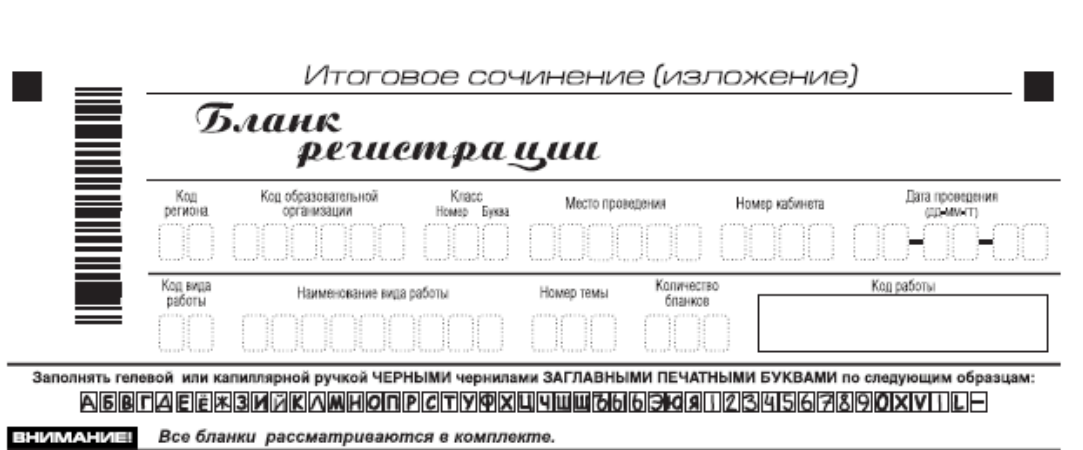 Итоговое сочинение (изложение)
Бланк
регистрации
Код региона Код образовательной организации Класс Номер Буква Место проведения Номер кабинета Дата проведения (ДД-ММ-ГГ)
Код вида работы Наименование вида работы Номер темы Количество бланков Код работы
Заполнять гелевой или капиллярной ручкой ЧЕРНЫМИ чернилами ЗАГЛАВНЫМИ ПЕЧАТНЫМИ БУКВАМИ по следующим образцам:
АБВГДЕЁЖЗИЙКЛМНОПРСТУФХЦЧШЩЪЫЬЭЮЯ1234567890XVIL-
ВНИМАНИЕ! Все бланки рассматриваются в комплекте.